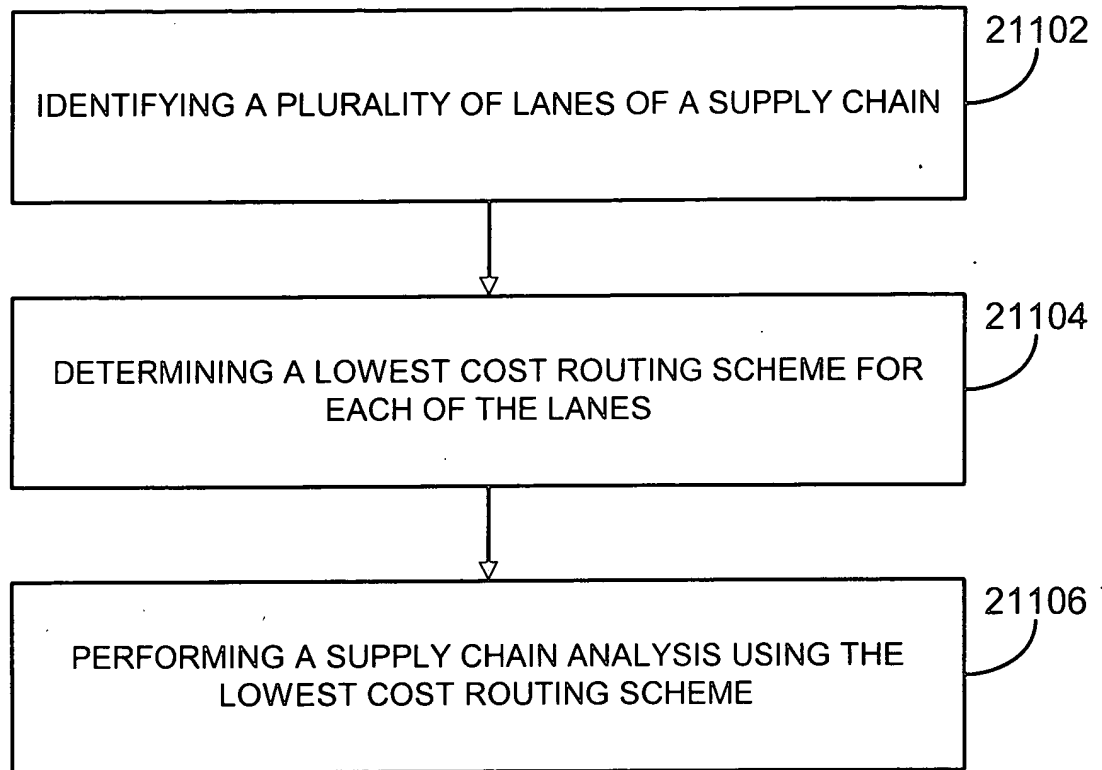 21102
IDENTIFYING A PLURALITY OF LANES OF A SUPPLY CHAIN
21104
DETERMINING A LOWEST COST ROUTING SCHEME FOR
EACH OF THE LANES
21106
PERFORMING A SUPPLY CHAIN ANALYSIS USING THE
LOWEST COST ROUTING SCHEME